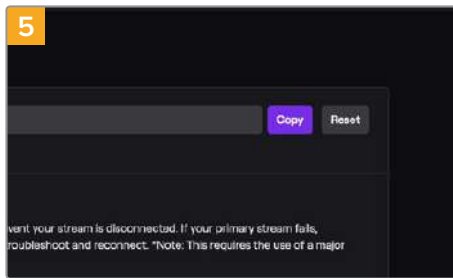 5
Copy Reset
vent your stream is disconnected. If your primary stream fails,
roubleshoot and reconnect. *Note: This requires the use of a major